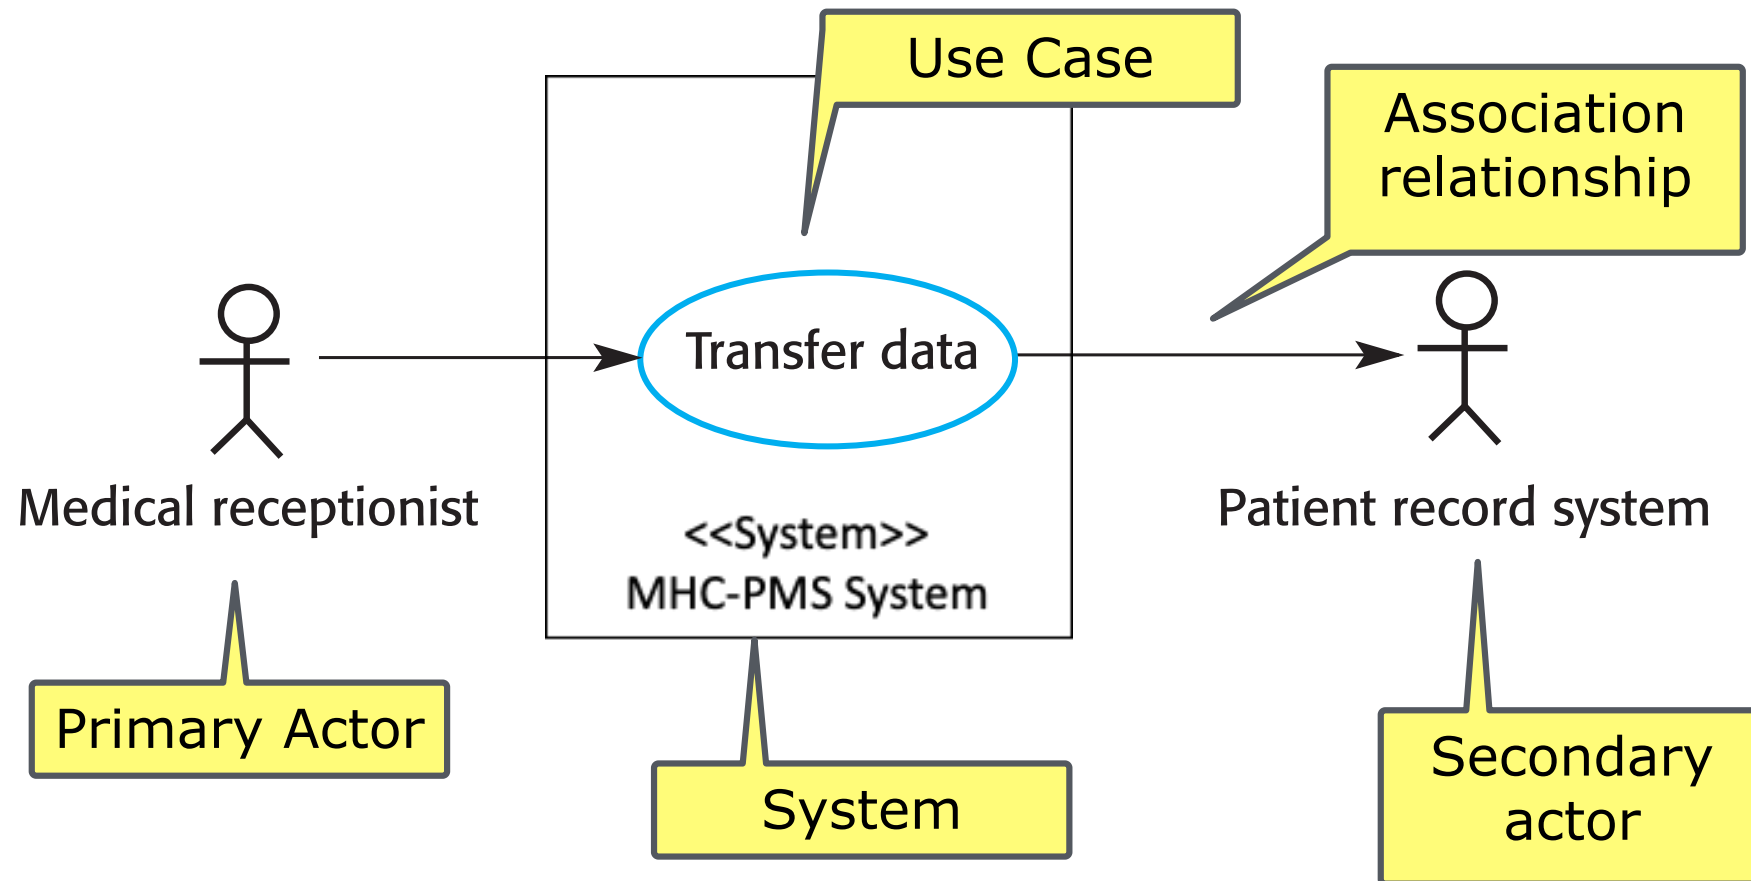 Use Case
Association
relationship
Transfer data
Medical receptionist
<<System>>
MHC-PMS System
Patient record system
Primary Actor
System
Secondary
actor